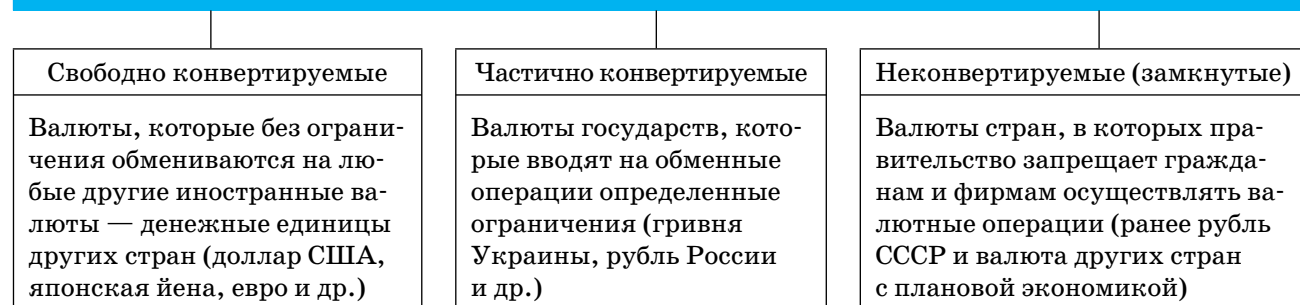 Свободно конвертируемые
Валюты, которые без ограни-
чения обмениваются на лю-
бые другие иностранные ва-
люты — денежные единицы
других стран (доллар США,
японская йена, евро и др.)
Частично конвертируемые
Валюты государств, кото-
рые вводят на обменные
операции определенные
ограничения (гривня
Украины, рубль России
и др.)
Неконвертируемые (замкнутые)
Валюты стран, в которых пра-
вительство запрещает гражда-
нам и фирмам осуществлять ва-
лютные операции (ранее рубль
СССР и валюта других стран
с плановой экономикой)